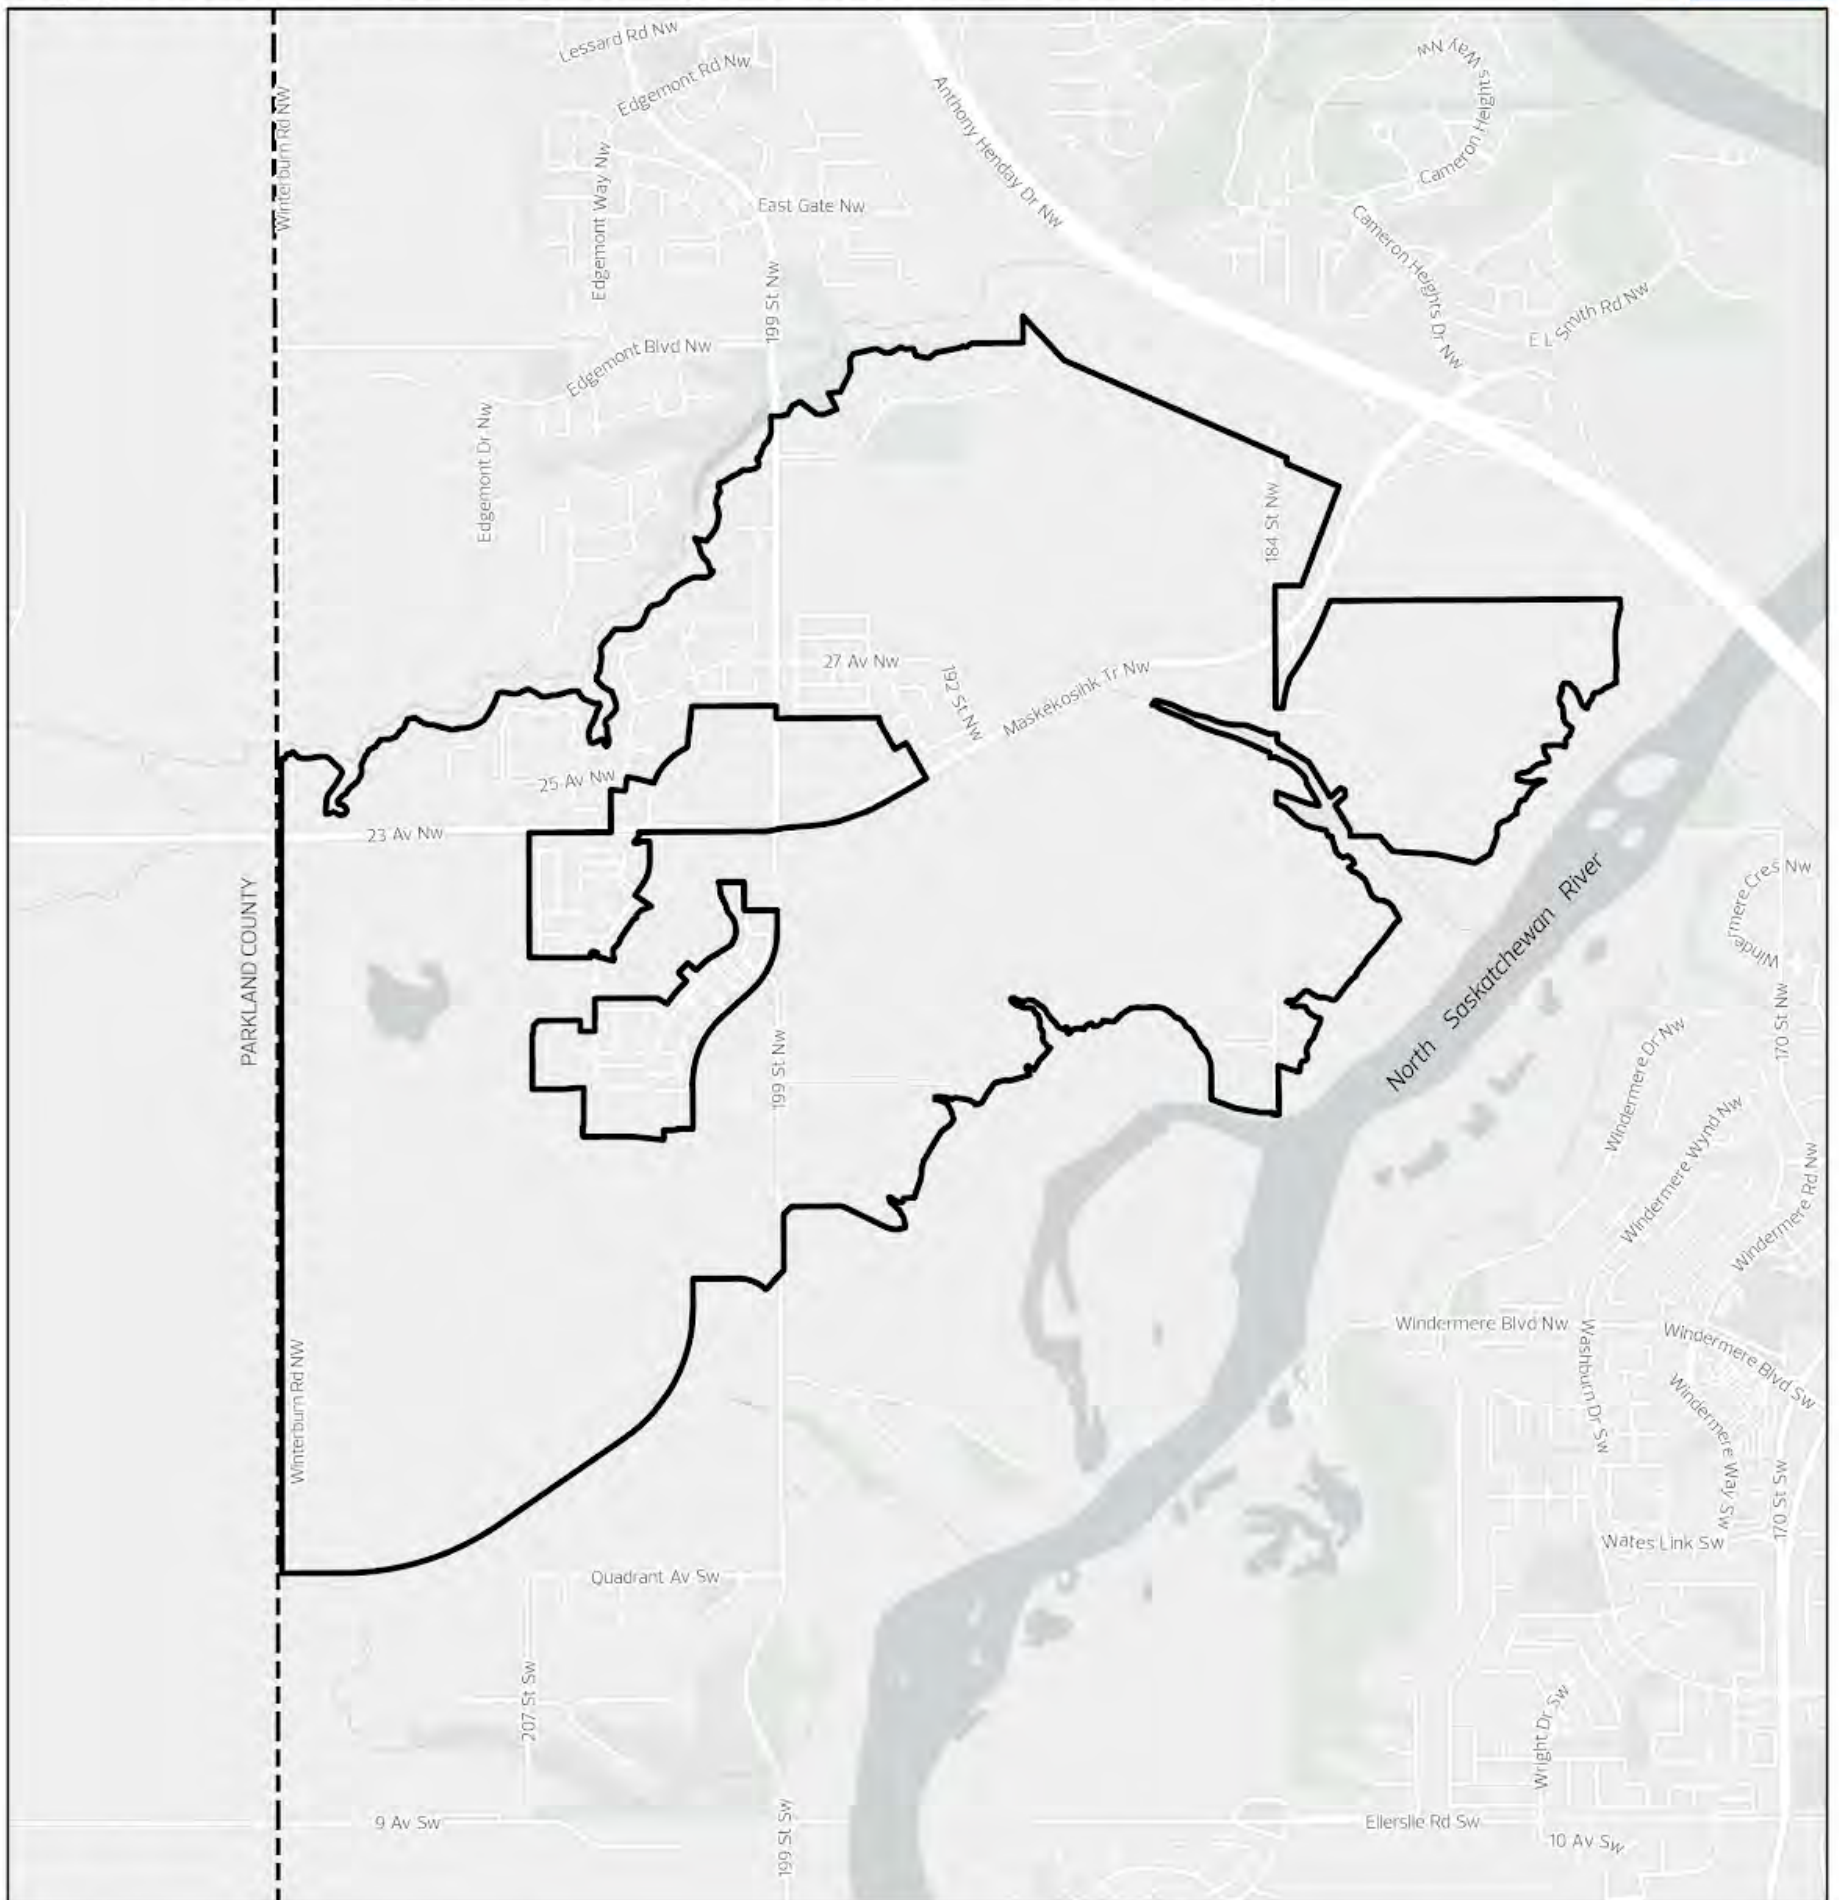 Lessard Rd Nw
Cameron Heights Way Nw
Edgemont Rd Nw
Winterburn Rd NW
Anthony Henday Dr Nw
Edgemont Way Nw
East Gate Nw
Cameron Heights
Cameron Heights Dr Nw
199 St Nw
E L Smith Rd Nw
Edgemont Blvd Nw
Edgemont Dr Nw
184 St Nw
27 Av Nw
192 St Nw
Maskekosihk Tr Nw
25 Av Nw
23 Av Nw
Windermere Cres Nw
PARKLAND COUNTY
North Saskatchewan River
170 St Nw
199 St Nw
Windermere Dr Nw
Windermere Wynd Nw
Windermere Rd Nw
Winterburn Rd NW
Windermere Blvd Nw
Windermere Blvd Sw
Washburn Dr Sw
Windermere Way Sw
170 St Sw
Wates Link Sw
Quadrant Av Sw
207 St Sw
Wright Dr Sw
9 Av Sw
199 St Sw
Ellerslie Rd Sw
10 Av Sw